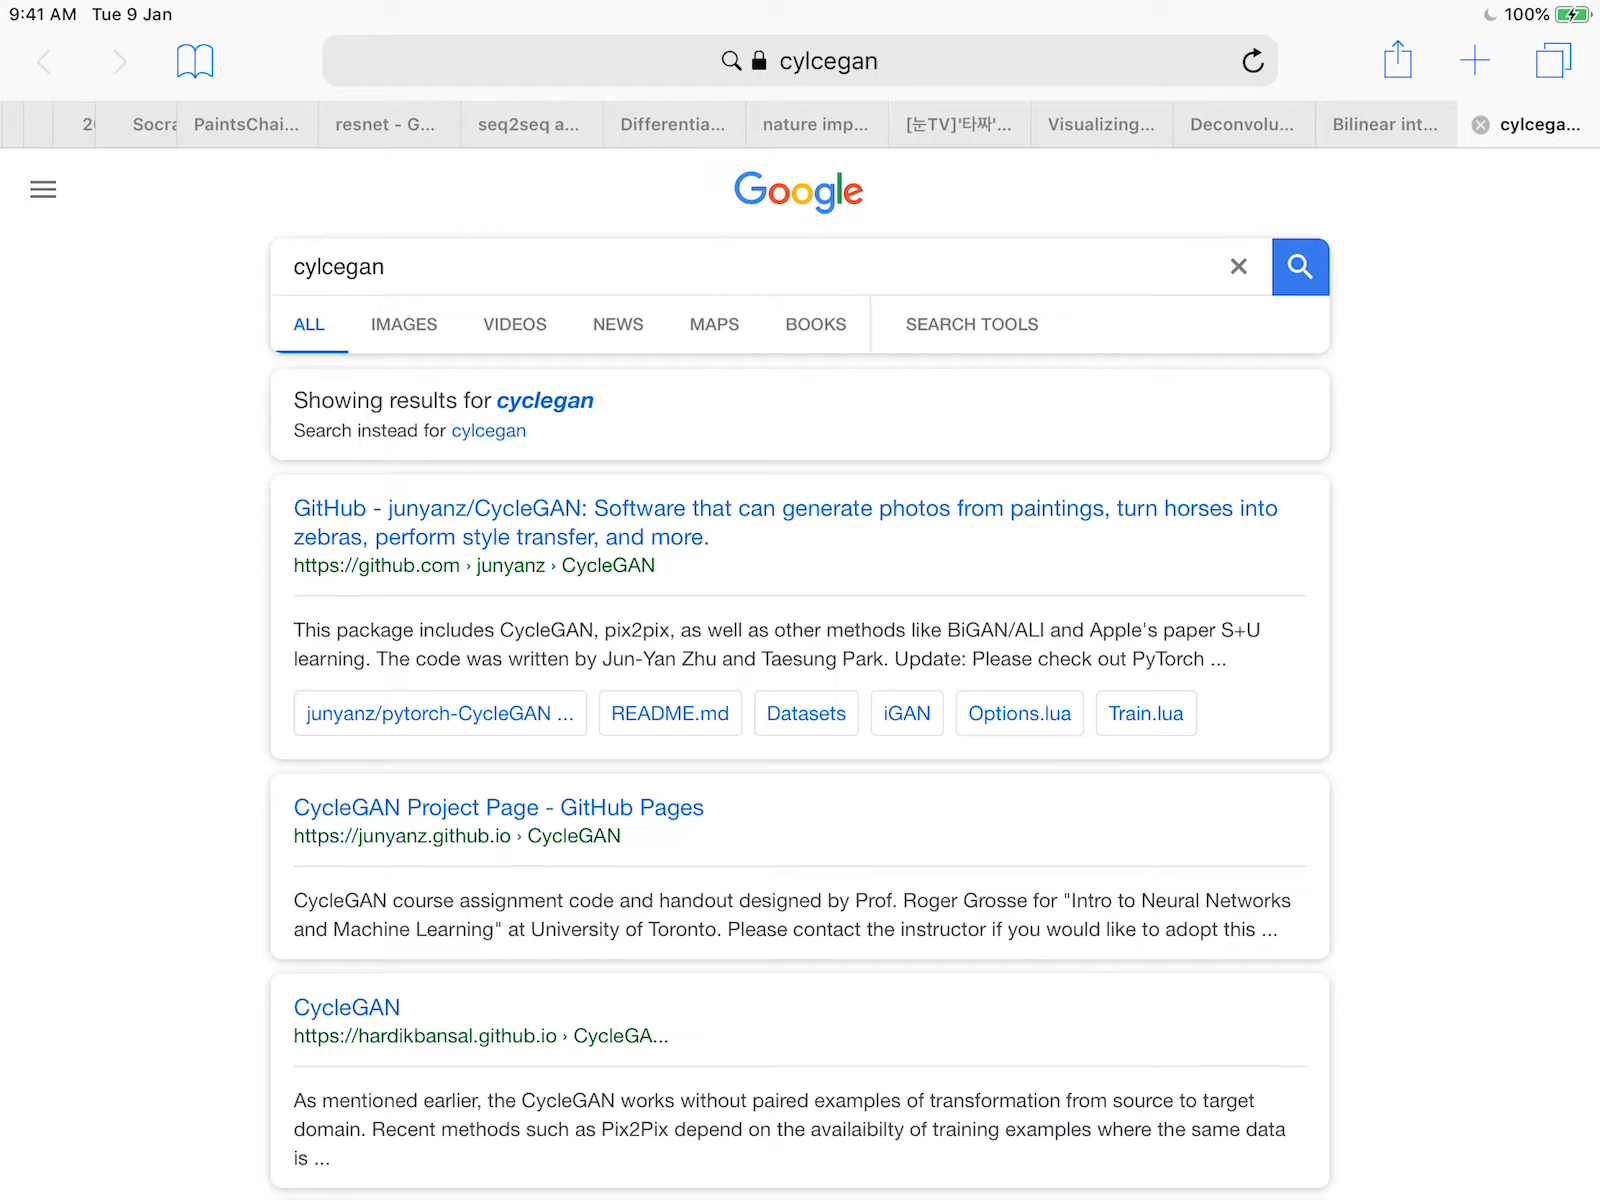 9:41 AM Tue 9 Jan 100%
cylcegan
Socra PaintsChai... resnet - G... seq2seq a... Differentia... nature imp... [눈TV]'타짜'... Visualizing... Deconvolu... Bilinear int... cylcega...
Google
cylcegan
ALL IMAGES VIDEOS NEWS MAPS BOOKS SEARCH TOOLS
Showing results for cyclegan
Search instead for cylcegan
GitHub - junyanz/CycleGAN: Software that can generate photos from paintings, turn horses into
zebras, perform style transfer, and more.
https://github.com › junyanz › CycleGAN
This package includes CycleGAN, pix2pix, as well as other methods like BiGAN/ALI and Apple's paper S+U
learning. The code was written by Jun-Yan Zhu and Taesung Park. Update: Please check out PyTorch ...
junyanz/pytorch-CycleGAN ... README.md Datasets iGAN Options.lua Train.lua
CycleGAN Project Page - GitHub Pages
https://junyanz.github.io › CycleGAN
CycleGAN course assignment code and handout designed by Prof. Roger Grosse for "Intro to Neural Networks
and Machine Learning" at University of Toronto. Please contact the instructor if you would like to adopt this ...
CycleGAN
https://hardikbansal.github.io › CycleGA...
As mentioned earlier, the CycleGAN works without paired examples of transformation from source to target
domain. Recent methods such as Pix2Pix depend on the availaibilty of training examples where the same data
is ...